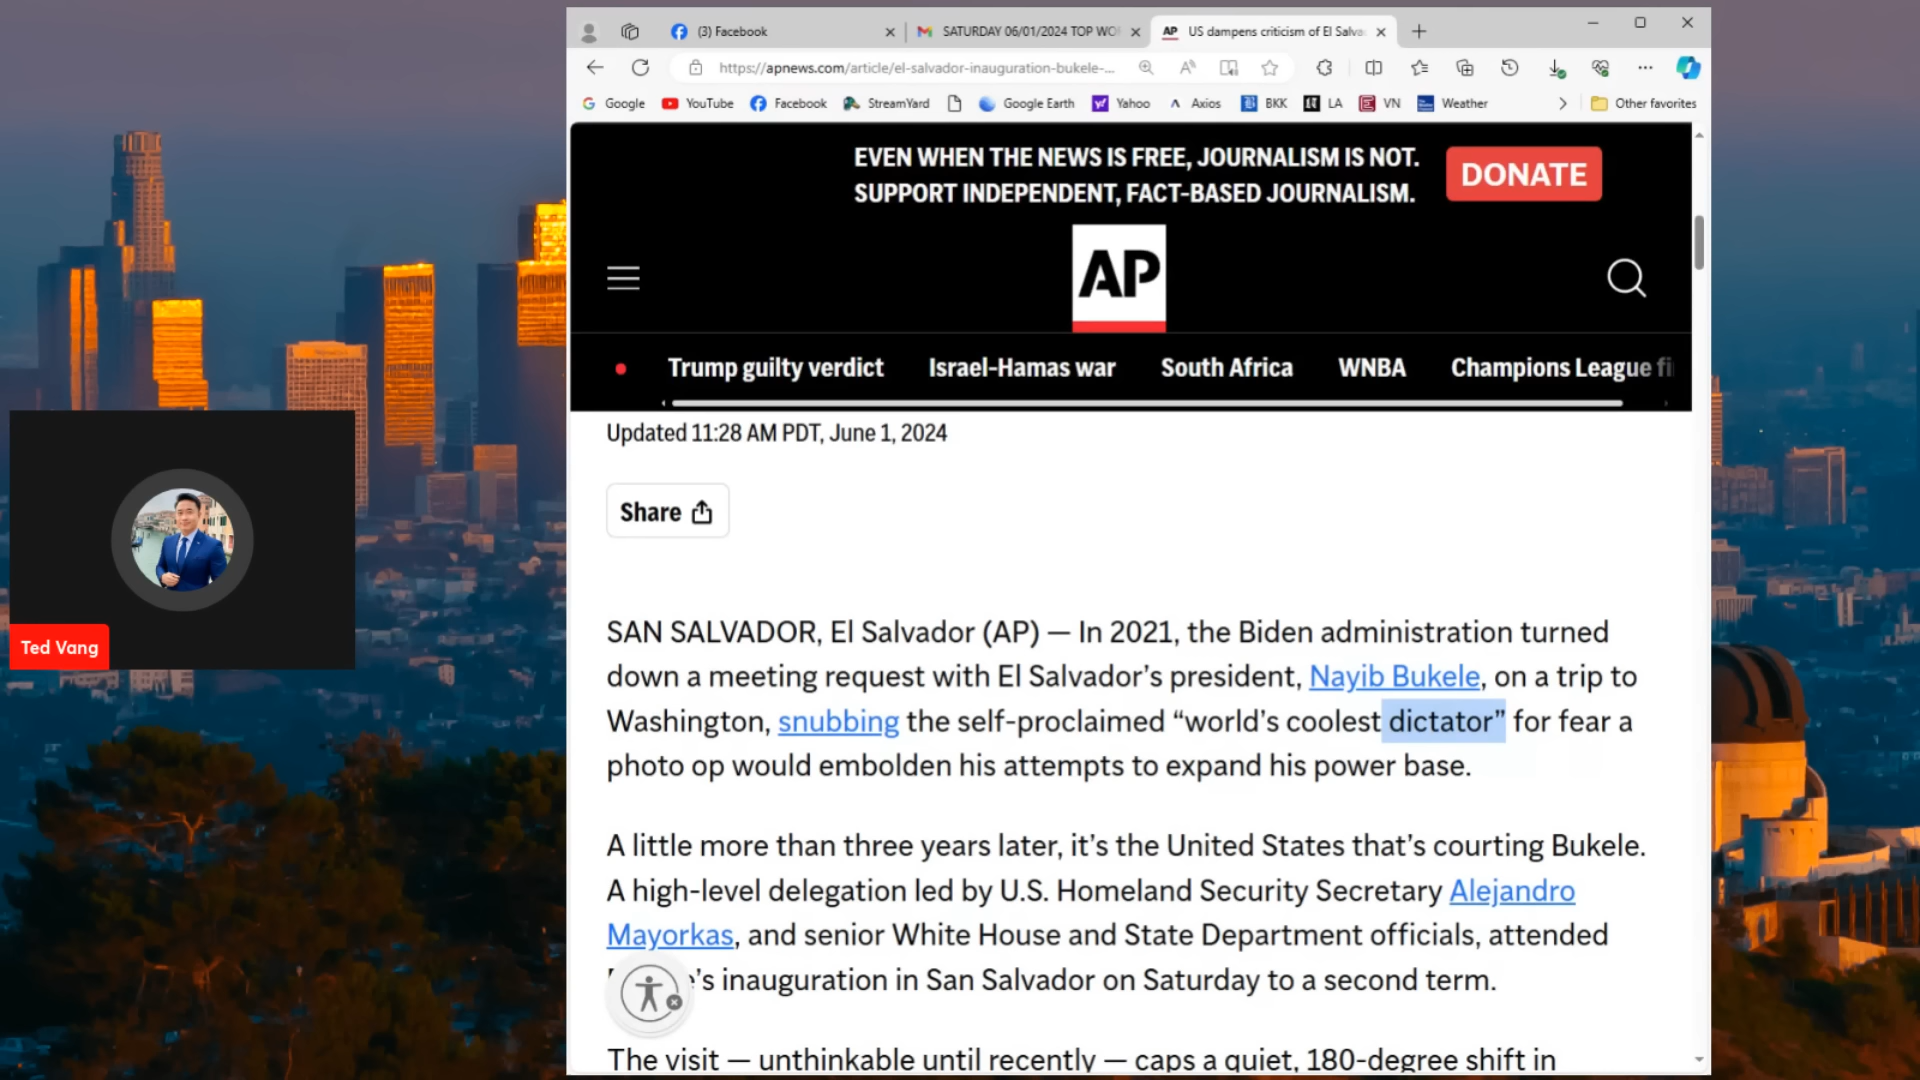 (3) Facebook
SATURDAY 06/01/2024 TOP WO
AP US dampens criticism of El Salva
https://apnews.com/article/el-salvador-inauguration-bukele-...
Google YouTube Facebook StreamYard Google Earth Yahoo Axios BKK LA VN Weather Other favorites
EVEN WHEN THE NEWS IS FREE, JOURNALISM IS NOT.
SUPPORT INDEPENDENT, FACT-BASED JOURNALISM.
DONATE
AP
Trump guilty verdict Israel-Hamas war South Africa WNBA Champions League fi
Updated 11:28 AM PDT, June 1, 2024
Share
SAN SALVADOR, El Salvador (AP) — In 2021, the Biden administration turned
down a meeting request with El Salvador’s president, Nayib Bukele, on a trip to
Washington, snubbing the self-proclaimed “world’s coolest dictator” for fear a
photo op would embolden his attempts to expand his power base.
A little more than three years later, it’s the United States that’s courting Bukele.
A high-level delegation led by U.S. Homeland Security Secretary Alejandro
Mayorkas, and senior White House and State Department officials, attended
’s inauguration in San Salvador on Saturday to a second term.
The visit — unthinkable until recently — caps a quiet, 180-degree shift in
Ted Vang